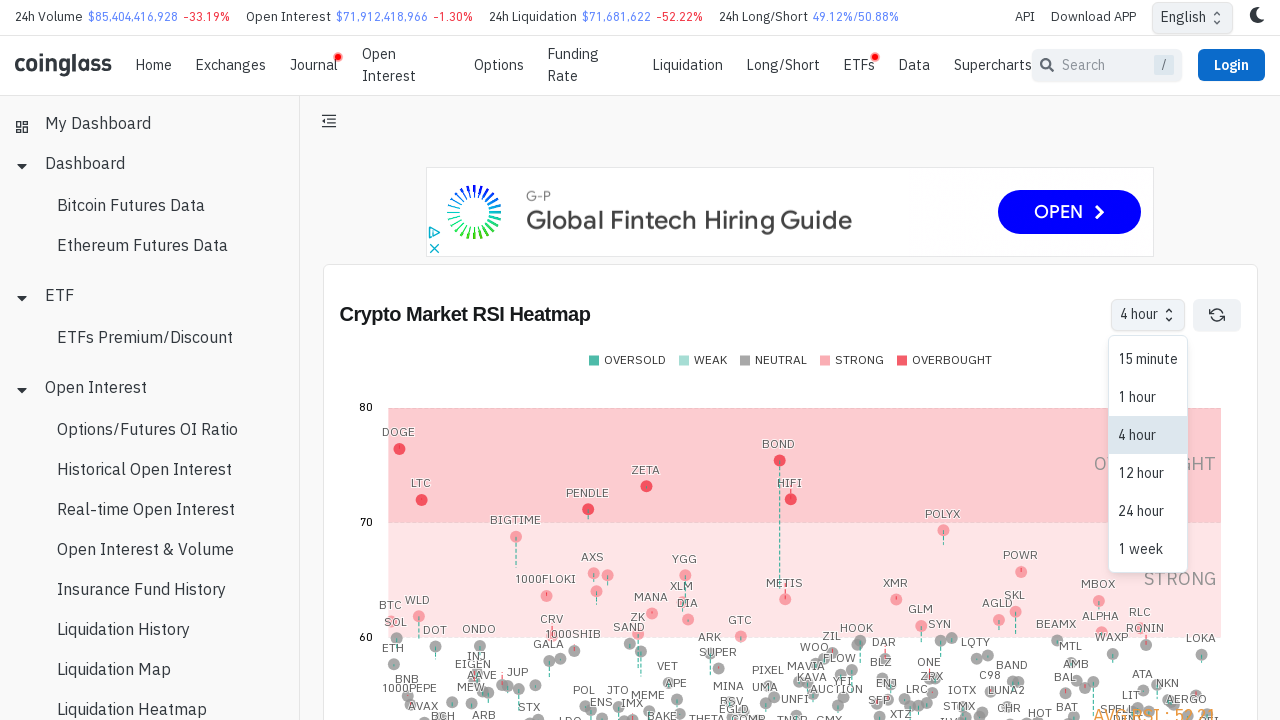 24h Volume $85,404,416,928 -33.19% Open Interest $71,912,418,966 -1.30% 24h Liquidation $71,681,622 -52.22% 24h Long/Short 49.12%/50.88% API Download APP English
coinglass Home Exchanges Journal Open Interest Options Funding Rate Liquidation Long/Short ETFs Data Supercharts Search / Login
My Dashboard
Dashboard
Bitcoin Futures Data
Ethereum Futures Data
ETF
ETFs Premium/Discount
Open Interest
Options/Futures OI Ratio
Historical Open Interest
Real-time Open Interest
Open Interest & Volume
Insurance Fund History
Liquidation History
Liquidation Map
Liquidation Heatmap
G-P
Global Fintech Hiring Guide
OPEN
Crypto Market RSI Heatmap
4 hour
15 minute
1 hour
4 hour
12 hour
24 hour
1 week
OVERSOLD WEAK NEUTRAL STRONG OVERBOUGHT
80
DOGE
BOND
ZETA
LTC
HIFI
PENDLE
70
BIGTIME
POLYX
AXS
YGG
POWR
STRONG
1000FLOKI
XLM
METIS
XMR
MBOX
MANA
DIA
SKL
BTC
WLD
AGLD
GLM
RLC
SOL
CRV
ZK
GTC
ALPHA
DOT
ONDO
SAND
HOOK
SYN
BEAMX
RONIN
60
1000SHIB
ARK
ZIL
WAXP
LOKA
ETH
GALA
SUPER
WOO
DAR
LQTY
MTL
INJ
FLOW
BLZ
ONE
BAND
AMB
EIGEN
JUP
VET
PIXEL
MAVIA
BNB
AAVE
APE
KAVA
YFI
ENJ
ZRX
C98
BAL
ATA
1000PEPE
MEW
POL
JTO
MINA
UMA
AUCTION
LRC
IOTX
LUNA2
NKN
AVAX
STX
ENS
IMX
MEME
BSV
UNFI
SFP
STMX
CHR
BAT
LIT
AERGO
BCH
ARB
BAKE
EGLD
XTZ
HOT
SPELL
LDO
THETA
COMP
GMX